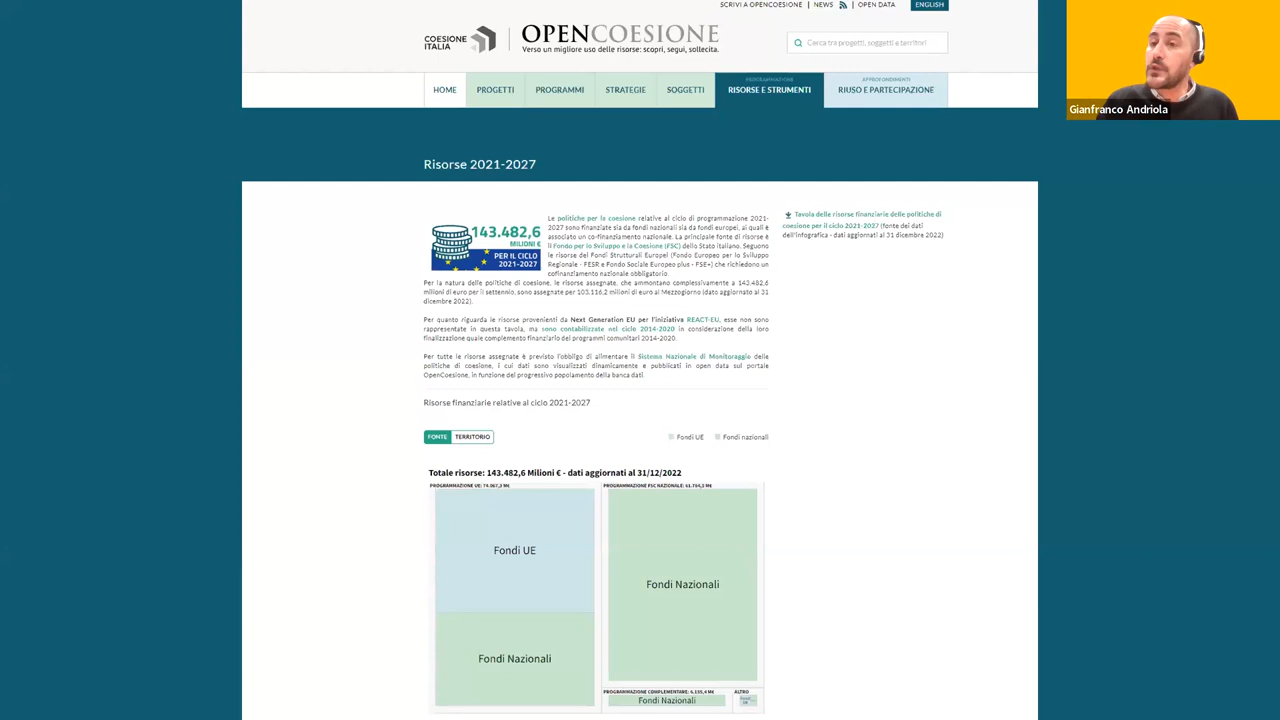 SCRIVI A OPENCOESIONE | NEWS | OPEN DATA ENGLISH
COESIONE
ITALIA
OPENCOESIONE
Verso un migliore uso delle risorse: scopri, segui, sollecita.
Cerca tra progetti, soggetti e territori
Gianfranco Andriola
HOME
PROGETTI
PROGRAMMI
STRATEGIE
SOGGETTI
RISORSE E STRUMENTI
APPROFONDIMENTI
RIUSO E PARTECIPAZIONE
Risorse 2021-2027
143.482,6
MILIONI €
PER IL CICLO
2021-2027
Le politiche per la coesione relative al ciclo di programmazione 2021-
2027 sono finanziate sia da fondi nazionali sia da fondi europei, ai quali è
associato un co-finanziamento nazionale. La principale fonte di risorse è
il Fondo per lo Sviluppo e la Coesione (FSC) dello Stato italiano. Seguono
le risorse dei Fondi Strutturali Europei (Fondo Europeo per lo Sviluppo
Regionale - FESR e Fondo Sociale Europeo plus - FSE+) che richiedono un
cofinanziamento nazionale obbligatorio.
Per la natura delle politiche di coesione, le risorse assegnate, che ammontano complessivamente a 143.482,6
milioni di euro per il settennio, sono assegnate per 103.116,2 milioni di euro al Mezzogiorno (dato aggiornato al 31
dicembre 2022).
Per quanto riguarda le risorse provenienti da Next Generation EU per l'iniziativa REACT-EU, esse non sono
rappresentate in questa tavola, ma sono contabilizzate nel ciclo 2014-2020 in considerazione della loro
finalizzazione quale complemento finanziario dei programmi comunitari 2014-2020.
Per tutte le risorse assegnate è previsto l'obbligo di alimentare il Sistema Nazionale di Monitoraggio delle
politiche di coesione, i cui dati sono visualizzati dinamicamente e pubblicati in open data sul portale
OpenCoesione, in funzione del progressivo popolamento della banca dati.
Tavola delle risorse finanziarie delle politiche di
coesione per il ciclo 2021-2027 (fonte dei dati
dell'infografica - dati aggiornati al 31 dicembre 2022)
Risorse finanziarie relative al ciclo 2021-2027
FONTE TERRITORIO
Fondi UE Fondi nazionali
Totale risorse: 143.482,6 Milioni € - dati aggiornati al 31/12/2022
Fondi UE
Fondi Nazionali
Fondi Nazionali
ALTRO
Fondi Nazionali